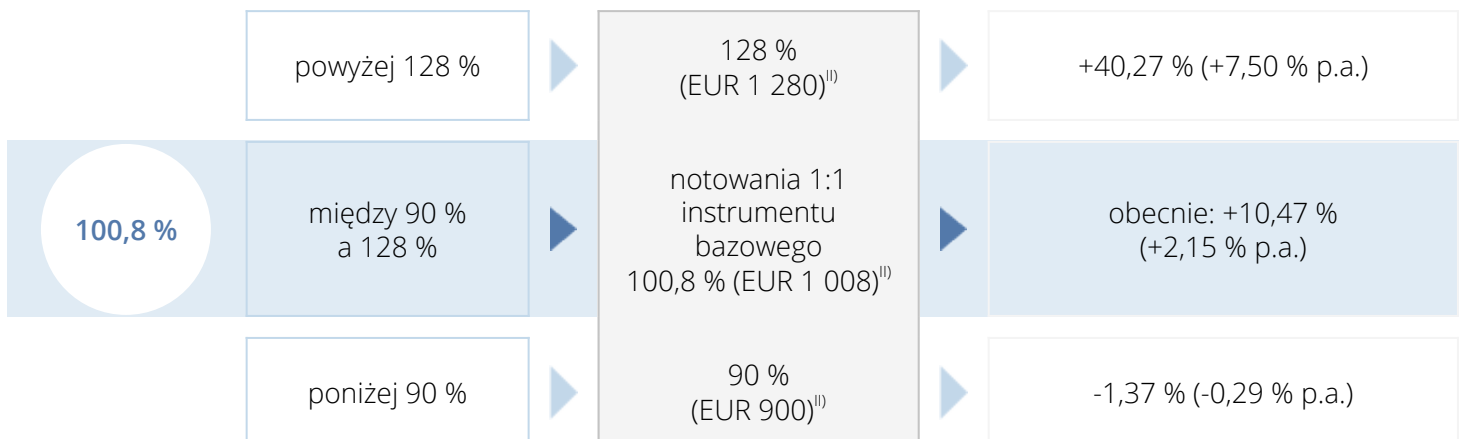 powyżej 128 %
128 %
(EUR 1 280)II)
+40,27 % (+7,50 % p.a.)
100,8 %
między 90 %
a 128 %
notowania 1:1
instrumentu
bazowego
100,8 % (EUR 1 008)II)
obecnie: +10,47 %
(+2,15 % p.a.)
poniżej 90 %
90 %
(EUR 900)II)
-1,37 % (-0,29 % p.a.)